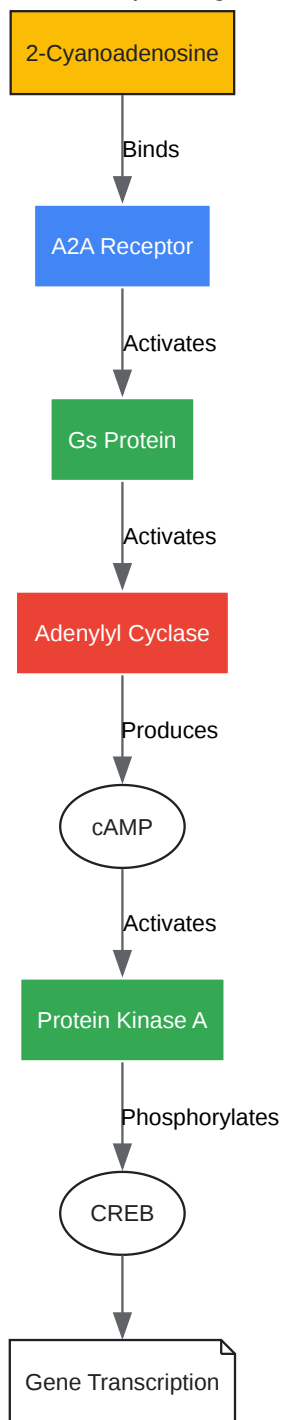 2-Cyanoadenosine
Binds
A2A Receptor
Activates
Gs Protein
Activates
Adenylyl Cyclase
Produces
cAMP
Activates
Protein Kinase A
Phosphorylates
CREB
Gene Transcription